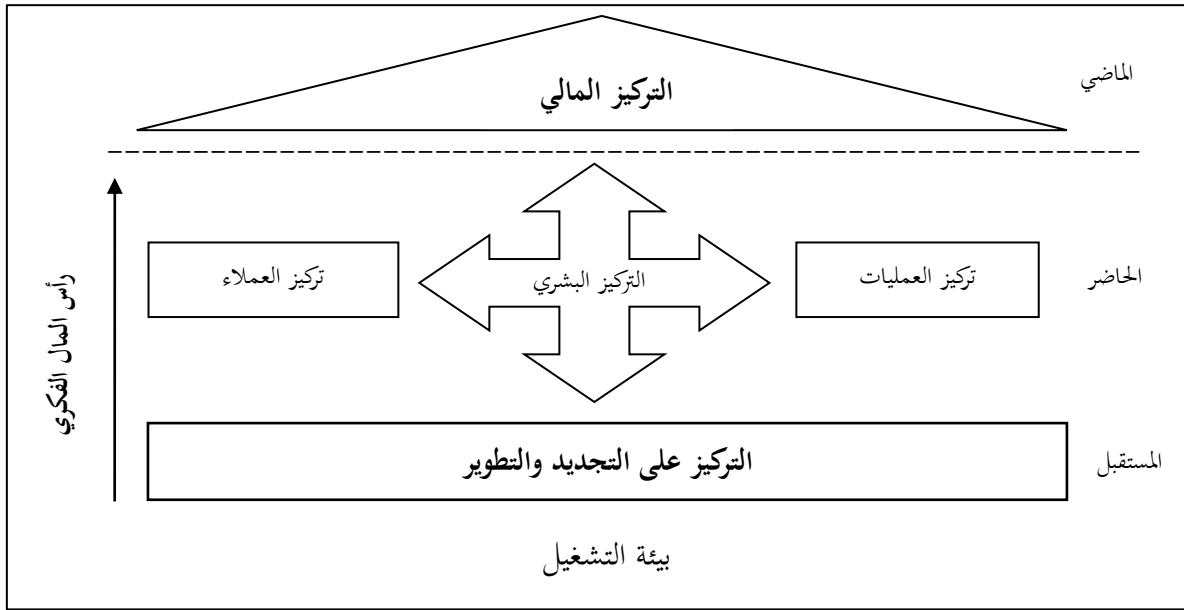 الماضي
التركيز المالي
الحاضر
تركيز العمليات
التركيز البشري
تركيز العملاء
رأس المال الفكري
المستقبل
التركيز على التجديد والتطوير
بيئة التشغيل